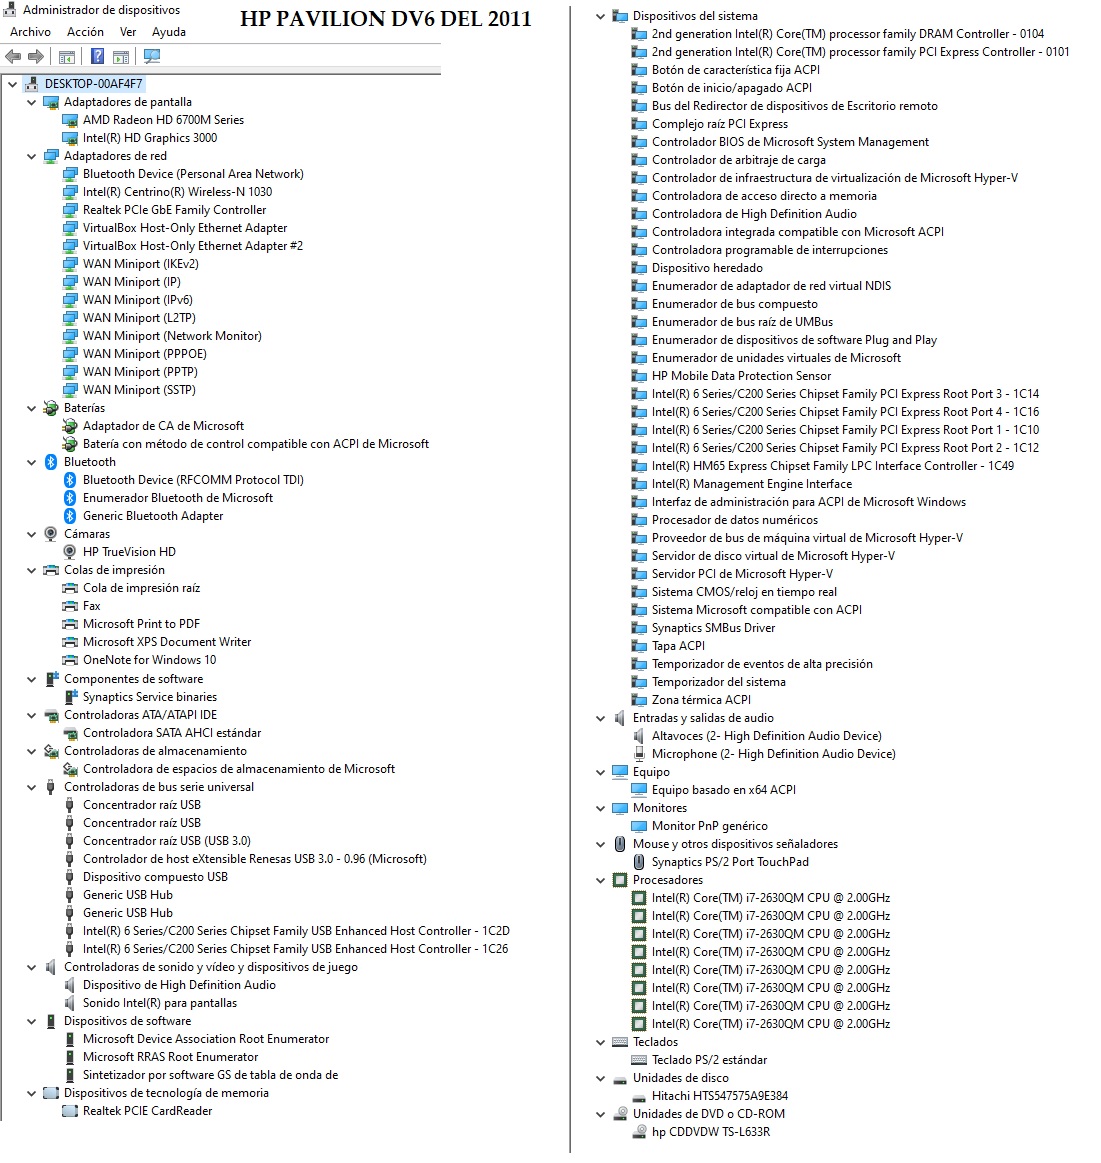 Administrador de dispositivos
HP PAVILION DV6 DEL 2011
Archivo Acción Ver Ayuda
DESKTOP-00AF4F7
Adaptadores de pantalla
AMD Radeon HD 6700M Series
Intel(R) HD Graphics 3000
Adaptadores de red
Bluetooth Device (Personal Area Network)
Intel(R) Centrino(R) Wireless-N 1030
Realtek PCIe GbE Family Controller
VirtualBox Host-Only Ethernet Adapter
VirtualBox Host-Only Ethernet Adapter #2
WAN Miniport (IKEv2)
WAN Miniport (IP)
WAN Miniport (IPv6)
WAN Miniport (L2TP)
WAN Miniport (Network Monitor)
WAN Miniport (PPPOE)
WAN Miniport (PPTP)
WAN Miniport (SSTP)
Baterías
Adaptador de CA de Microsoft
Batería con método de control compatible con ACPI de Microsoft
Bluetooth
Bluetooth Device (RFCOMM Protocol TDI)
Enumerador Bluetooth de Microsoft
Generic Bluetooth Adapter
Cámaras
HP TrueVision HD
Colas de impresión
Cola de impresión raíz
Fax
Microsoft Print to PDF
Microsoft XPS Document Writer
OneNote for Windows 10
Componentes de software
Synaptics Service binaries
Controladoras ATA/ATAPI IDE
Controladora SATA AHCI estándar
Controladoras de almacenamiento
Controladora de espacios de almacenamiento de Microsoft
Controladoras de bus serie universal
Concentrador raíz USB
Concentrador raíz USB
Concentrador raíz USB (USB 3.0)
Controlador de host eXtensible Renesas USB 3.0 - 0.96 (Microsoft)
Dispositivo compuesto USB
Generic USB Hub
Generic USB Hub
Intel(R) 6 Series/C200 Series Chipset Family USB Enhanced Host Controller - 1C2D
Intel(R) 6 Series/C200 Series Chipset Family USB Enhanced Host Controller - 1C26
Controladoras de sonido y vídeo y dispositivos de juego
Dispositivo de High Definition Audio
Sonido Intel(R) para pantallas
Dispositivos de software
Microsoft Device Association Root Enumerator
Microsoft RRAS Root Enumerator
Sintetizador por software GS de tabla de onda de
Dispositivos de tecnología de memoria
Realtek PCIE CardReader
Dispositivos del sistema
2nd generation Intel(R) Core(TM) processor family DRAM Controller - 0104
2nd generation Intel(R) Core(TM) processor family PCI Express Controller - 0101
Botón de característica fija ACPI
Botón de inicio/apagado ACPI
Bus del Redirector de dispositivos de Escritorio remoto
Complejo raíz PCI Express
Controlador BIOS de Microsoft System Management
Controlador de arbitraje de carga
Controlador de infraestructura de virtualización de Microsoft Hyper-V
Controladora de acceso directo a memoria
Controladora de High Definition Audio
Controladora integrada compatible con Microsoft ACPI
Controladora programable de interrupciones
Dispositivo heredado
Enumerador de adaptador de red virtual NDIS
Enumerador de bus compuesto
Enumerador de bus raíz de UMBus
Enumerador de dispositivos de software Plug and Play
Enumerador de unidades virtuales de Microsoft
HP Mobile Data Protection Sensor
Intel(R) 6 Series/C200 Series Chipset Family PCI Express Root Port 3 - 1C14
Intel(R) 6 Series/C200 Series Chipset Family PCI Express Root Port 4 - 1C16
Intel(R) 6 Series/C200 Series Chipset Family PCI Express Root Port 1 - 1C10
Intel(R) 6 Series/C200 Series Chipset Family PCI Express Root Port 2 - 1C12
Intel(R) HM65 Express Chipset Family LPC Interface Controller - 1C49
Intel(R) Management Engine Interface
Interfaz de administración para ACPI de Microsoft Windows
Procesador de datos numéricos
Proveedor de bus de máquina virtual de Microsoft Hyper-V
Servidor de disco virtual de Microsoft Hyper-V
Servidor PCI de Microsoft Hyper-V
Sistema CMOS/reloj en tiempo real
Sistema Microsoft compatible con ACPI
Synaptics SMBus Driver
Tapa ACPI
Temporizador de eventos de alta precisión
Temporizador del sistema
Zona térmica ACPI
Entradas y salidas de audio
Altavoces (2- High Definition Audio Device)
Microphone (2- High Definition Audio Device)
Equipo
Equipo basado en x64 ACPI
Monitores
Monitor PnP genérico
Mouse y otros dispositivos señaladores
Synaptics PS/2 Port TouchPad
Procesadores
Intel(R) Core(TM) i7-2630QM CPU @ 2.00GHz
Intel(R) Core(TM) i7-2630QM CPU @ 2.00GHz
Intel(R) Core(TM) i7-2630QM CPU @ 2.00GHz
Intel(R) Core(TM) i7-2630QM CPU @ 2.00GHz
Intel(R) Core(TM) i7-2630QM CPU @ 2.00GHz
Intel(R) Core(TM) i7-2630QM CPU @ 2.00GHz
Intel(R) Core(TM) i7-2630QM CPU @ 2.00GHz
Intel(R) Core(TM) i7-2630QM CPU @ 2.00GHz
Teclados
Teclado PS/2 estándar
Unidades de disco
Hitachi HTS547575A9E384
Unidades de DVD o CD-ROM
hp CDDVDW TS-L633R